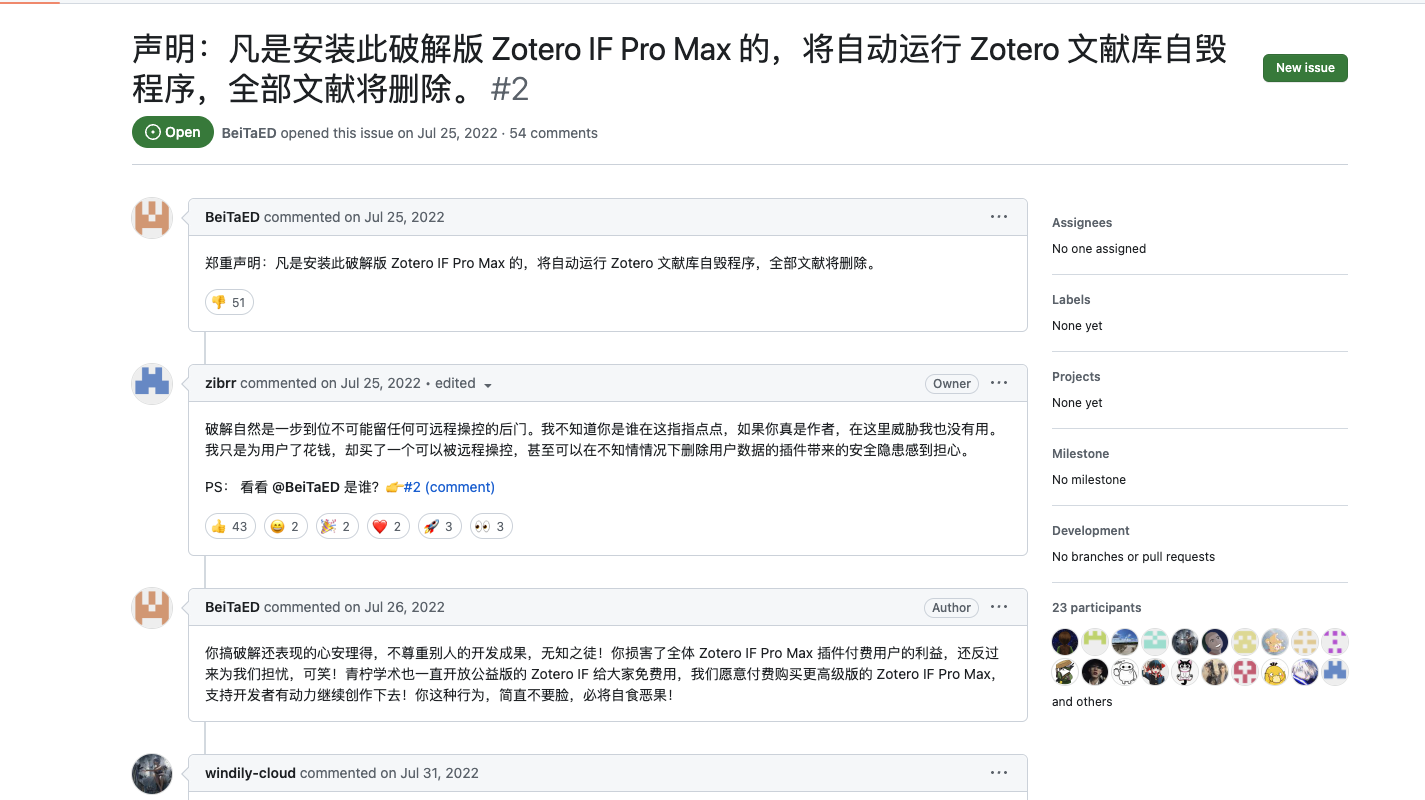 声明：凡是安装此破解版 Zotero IF Pro Max 的，将自动运行 Zotero 文献库自毁
程序，全部文献将删除。 #2
New issue
Open BeiTaED opened this issue on Jul 25, 2022 · 54 comments
BeiTaED commented on Jul 25, 2022
郑重声明：凡是安装此破解版 Zotero IF Pro Max 的，将自动运行 Zotero 文献库自毁程序，全部文献将删除。
👎 51
zibrr commented on Jul 25, 2022 • edited
Owner
破解自然是一步到位不可能留任何可远程操控的后门。我不知道你是谁在这指指点点，如果你真是作者，在这里威胁我也没有用。
我只是为用户了花钱，却买了一个可以被远程操控，甚至可以在不知情情况下删除用户数据的插件带来的安全隐患感到担心。
PS： 看看 @BeiTaED 是谁？ 👉#2 (comment)
👍 43 😄 2 🎉 2 ❤️ 2 🚀 3 👀 3
BeiTaED commented on Jul 26, 2022
Author
你搞破解还表现的心安理得，不尊重别人的开发成果，无知之徒！你损害了全体 Zotero IF Pro Max 插件付费用户的利益，还反过
来为我们担忧，可笑！青柠学术也一直开放公益版的 Zotero IF 给大家免费用，我们愿意付费购买更高级版的 Zotero IF Pro Max，
支持开发者有动力继续创作下去！你这种行为，简直不要脸，必将自食恶果！
windily-cloud commented on Jul 31, 2022
Assignees
No one assigned
Labels
None yet
Projects
None yet
Milestone
No milestone
Development
No branches or pull requests
23 participants
and others